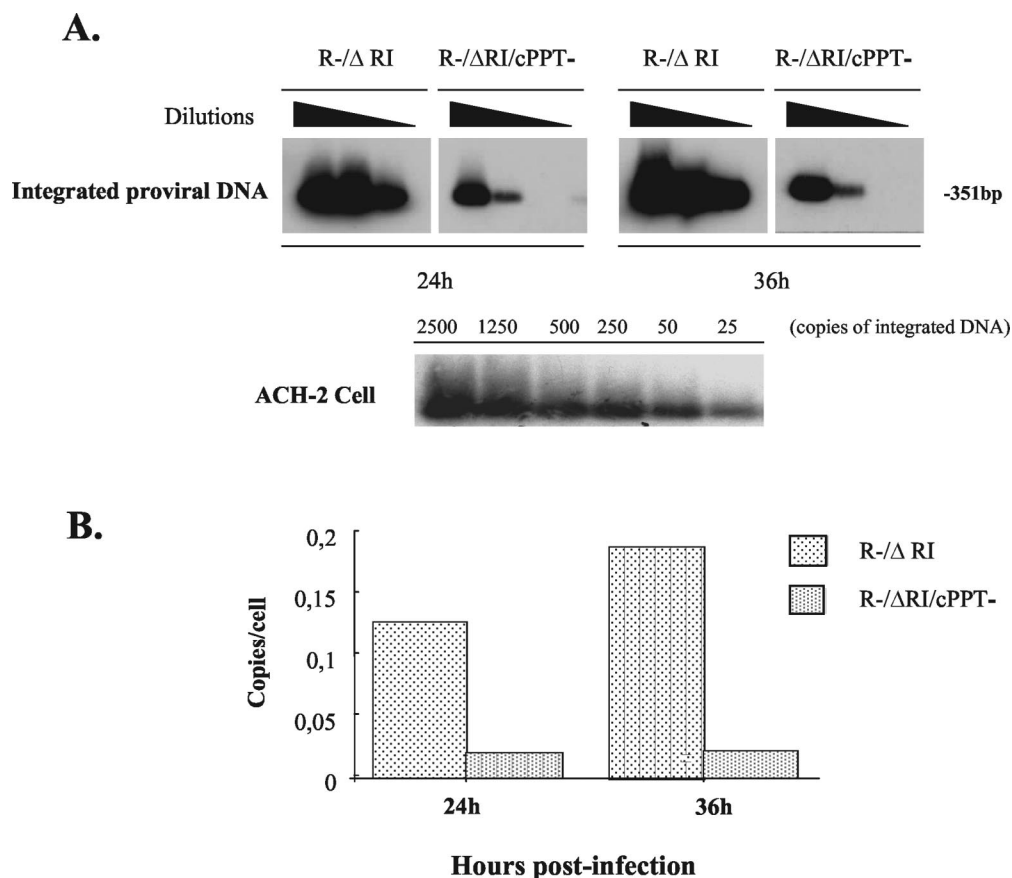 A.
R-/Δ RI R-/ΔRI/cPPT- R-/Δ RI R-/ΔRI/cPPT-
Dilutions
Integrated proviral DNA -351bp
24h 36h
2500 1250 500 250 50 25 (copies of integrated DNA)
ACH-2 Cell
B.
0,2
0,15
0,1
0,05
0
Copies/cell
24h 36h
Hours post-infection
R-/Δ RI
R-/ΔRI/cPPT-